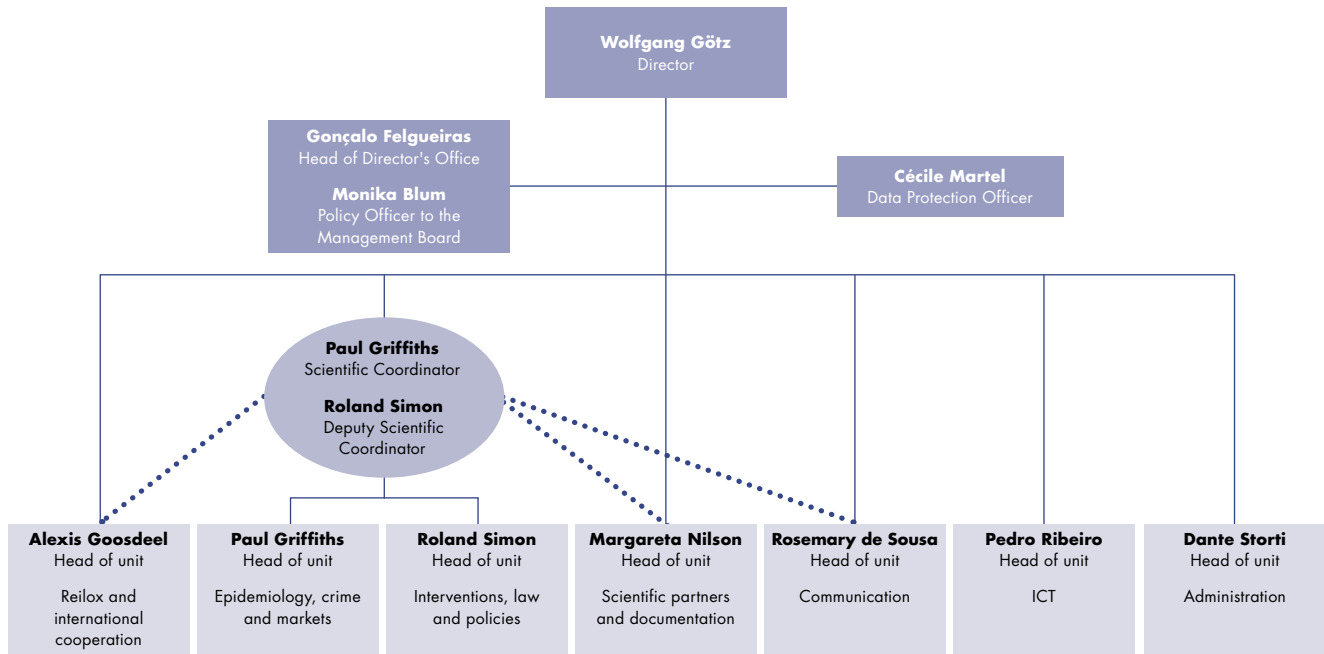 Wolfgang Götz
Director
Gonçalo Felgueiras
Head of Director's Office
Monika Blum
Policy Officer to the
Management Board
Cécile Martel
Data Protection Officer
Paul Griffiths
Scientific Coordinator
Roland Simon
Deputy Scientific
Coordinator
Alexis Goosdeel
Head of unit
Reilox and
international
cooperation
Paul Griffiths
Head of unit
Epidemiology, crime
and markets
Roland Simon
Head of unit
Interventions, law
and policies
Margareta Nilson
Head of unit
Scientific partners
and documentation
Rosemary de Sousa
Head of unit
Communication
Pedro Ribeiro
Head of unit
ICT
Dante Storti
Head of unit
Administration